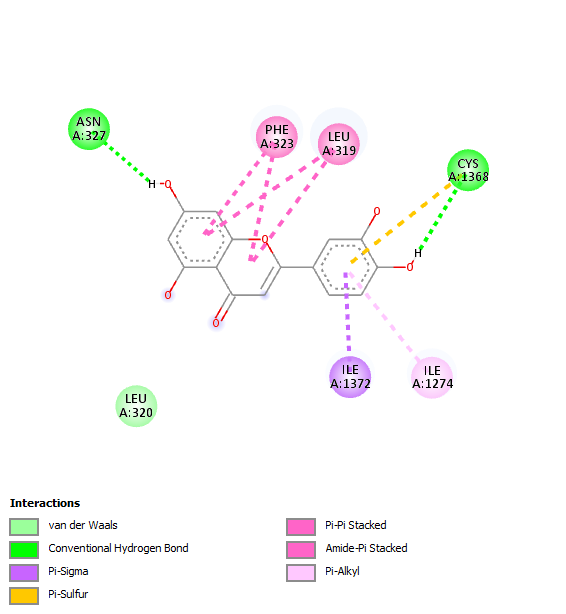 ASN
A:327
PHE
A:323
LEU
A:319
CYS
A:1368
H
O
O
H
O
O
O
O
ILE
A:1372
ILE
A:1274
LEU
A:320
Interactions
van der Waals
Conventional Hydrogen Bond
Pi-Sigma
Pi-Sulfur
Pi-Pi Stacked
Amide-Pi Stacked
Pi-Alkyl